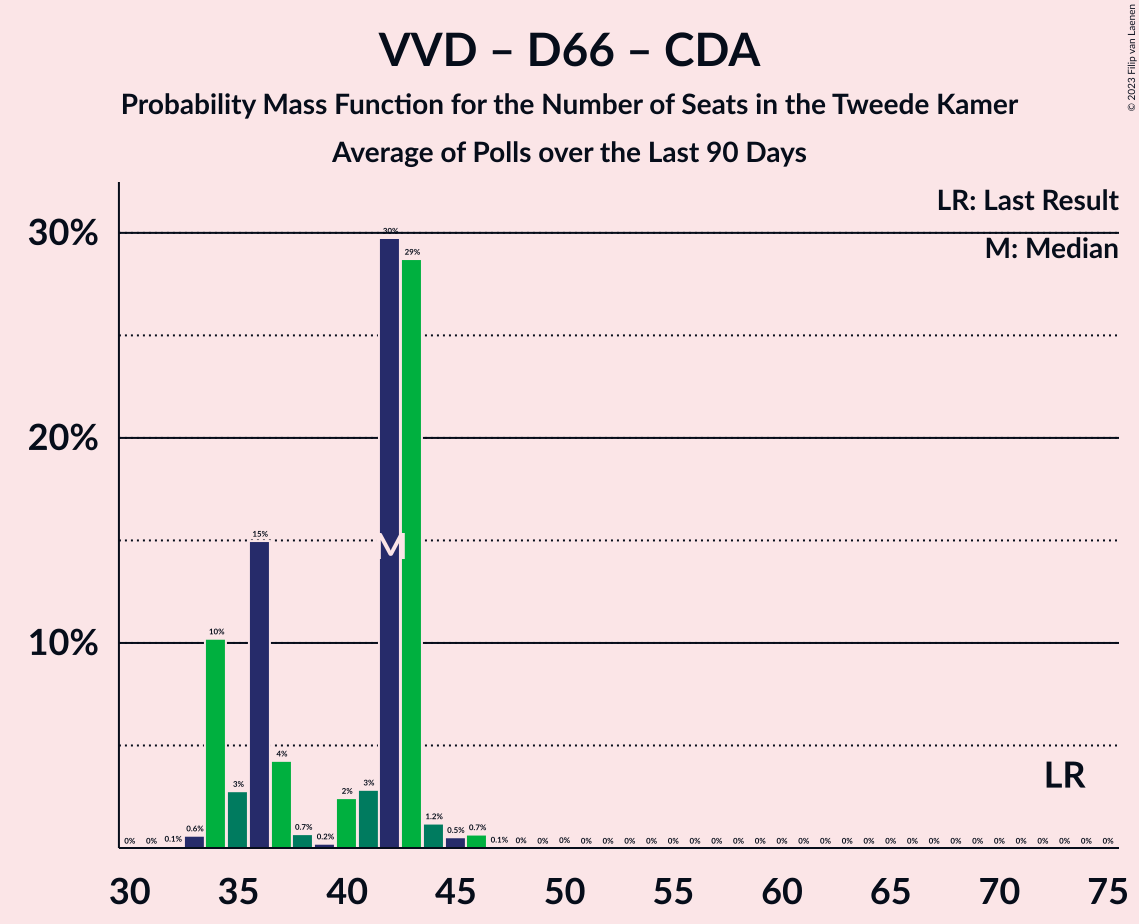 VVD – D66 – CDA
Probability Mass Function for the Number of Seats in the Tweede Kamer
Average of Polls over the Last 90 Days
© 2023 Filip van Laenen
LR: Last Result
M: Median
30%
20%
10%
0% 0% 0.1% 0.6% 10% 3% 15% 4% 0.7% 0.2% 2% 3% 30% 29% 1.2% 0.5% 0.7% 0.1% 0% 0% 0% 0% 0% 0% 0% 0% 0% 0% 0% 0% 0% 0% 0% 0% 0% 0% 0% 0% 0% 0% 0% 0% 0% 0% 0% 0%
M
LR
30 35 40 45 50 55 60 65 70 75